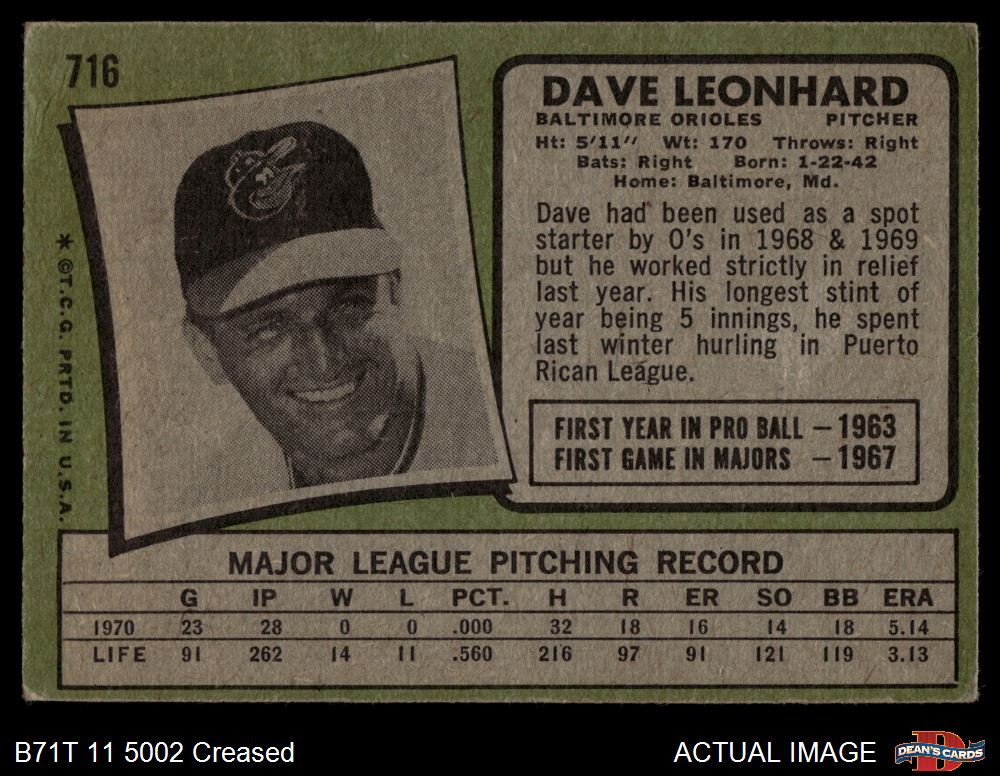 716
DAVE LEONHARD
BALTIMORE ORIOLES PITCHER
Ht: 5'11" Wt: 170 Throws: Right
Bats: Right Born: 1-22-42
Home: Baltimore, Md.
Dave had been used as a spot
starter by O's in 1968 & 1969
but he worked strictly in relief
last year. His longest stint of
year being 5 innings, he spent
last winter hurling in Puerto
Rican League.
FIRST YEAR IN PRO BALL — 1963
FIRST GAME IN MAJORS — 1967
* ©T.C.G. PRTD. IN U.S.A.
MAJOR LEAGUE PITCHING RECORD
G IP W L PCT. H R ER SO BB ERA
1970 23 28 0 0 .000 32 18 16 14 18 5.14
LIFE 91 262 14 11 .560 216 97 91 121 119 3.13
B71T 11 5002 Creased
ACTUAL IMAGE
DEAN'S CARDS